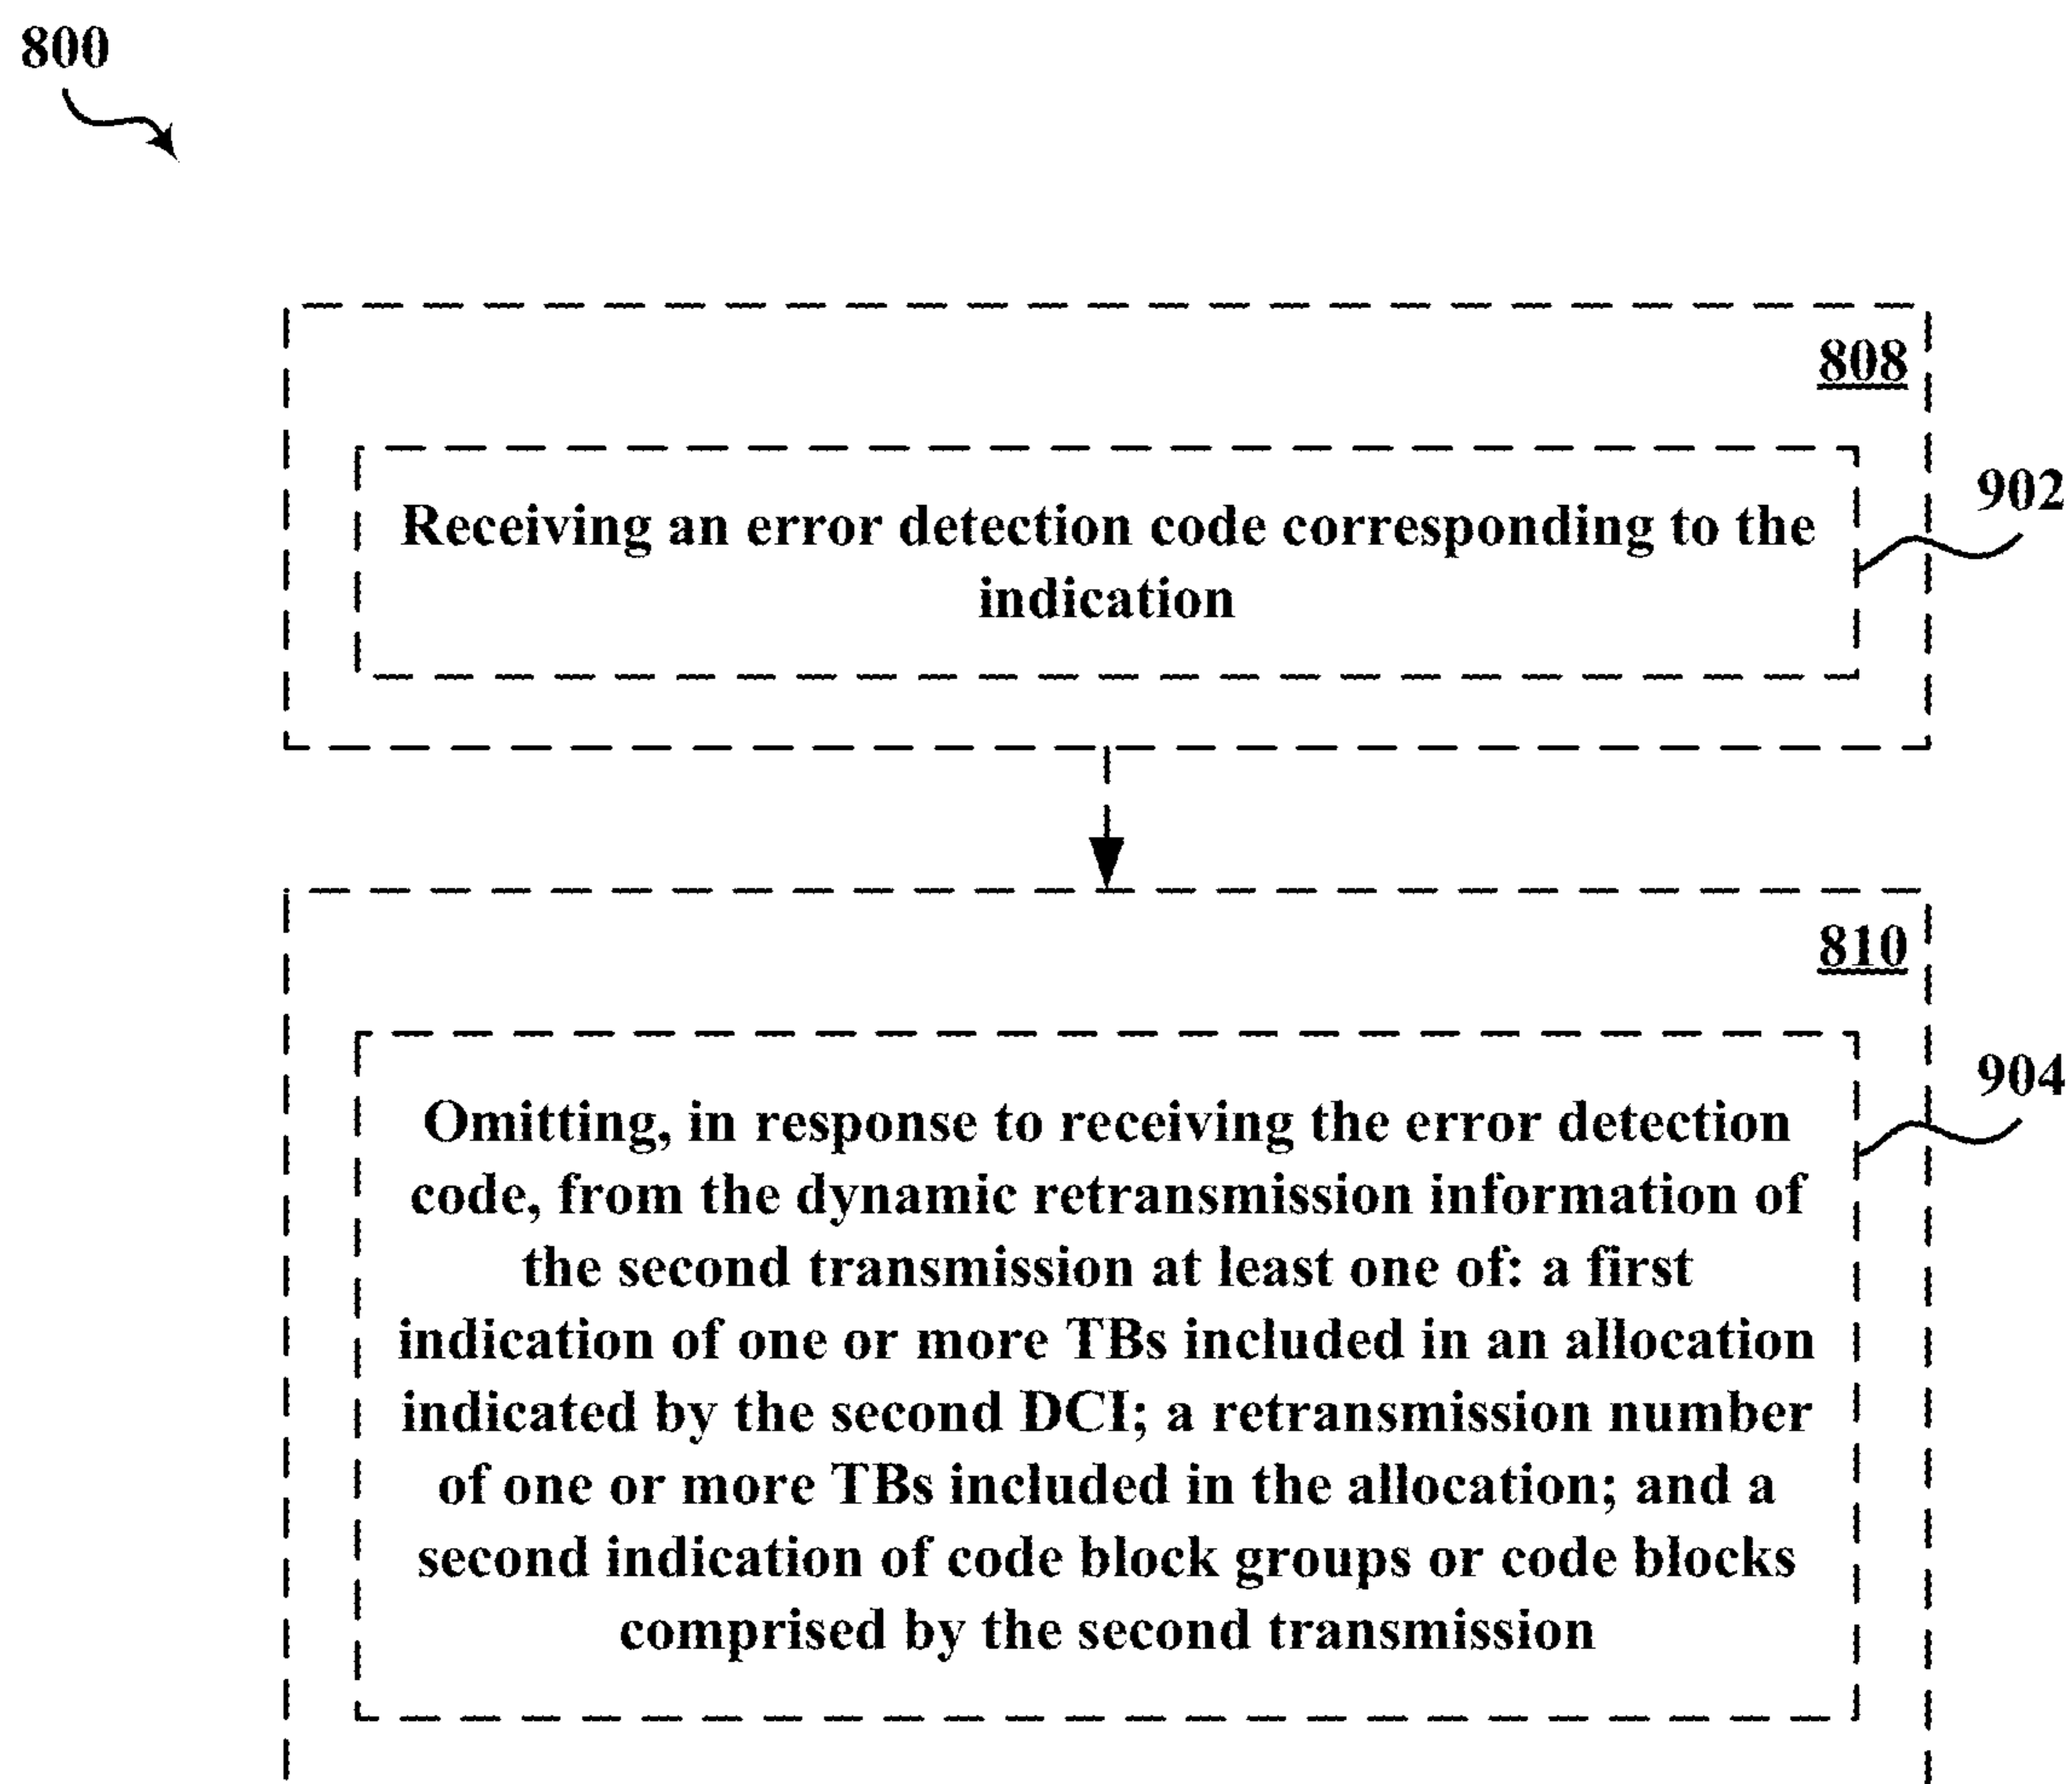 800
808
902
Receiving an error detection code corresponding to the
indication
810
904
Omitting, in response to receiving the error detection
code, from the dynamic retransmission information of
the second transmission at least one of: a first
indication of one or more TBs included in an allocation
indicated by the second DCI; a retransmission number
of one or more TBs included in the allocation; and a
second indication of code block groups or code blocks
comprised by the second transmission